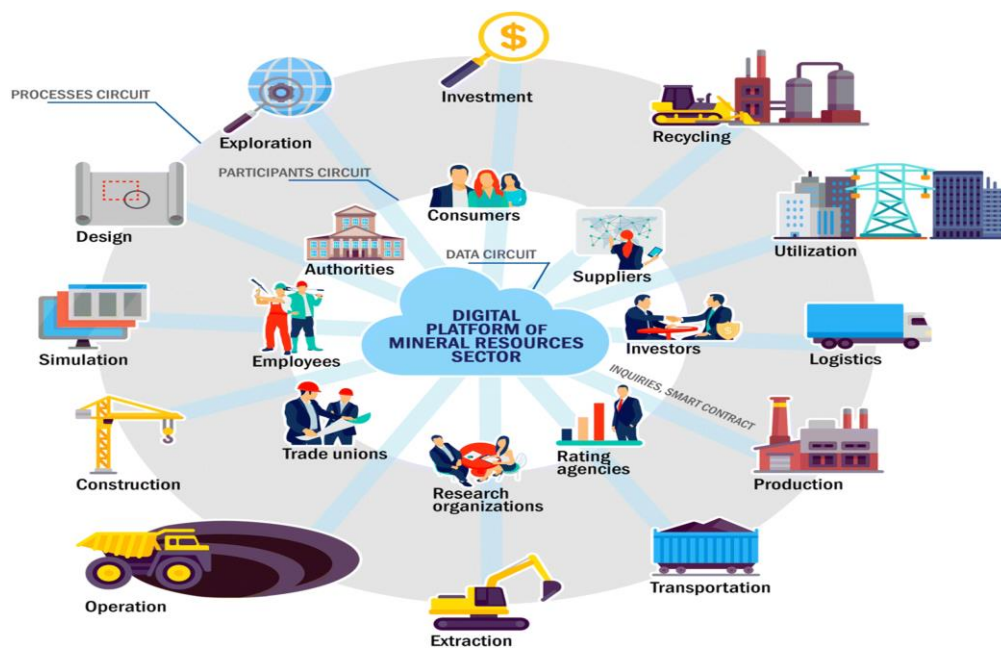 $
Investment
PROCESSES CIRCUIT
Exploration
Recycling
PARTICIPANTS CIRCUIT
Consumers
Design
Authorities
DATA CIRCUIT
Suppliers
Utilization
DIGITAL
PLATFORM OF
MINERAL RESOURCES
SECTOR
Simulation
Employees
Investors
Logistics
INQUIRIES, SMART CONTRACT
Construction
Trade unions
Research
organizations
Rating
agencies
Production
Operation
Extraction
Transportation